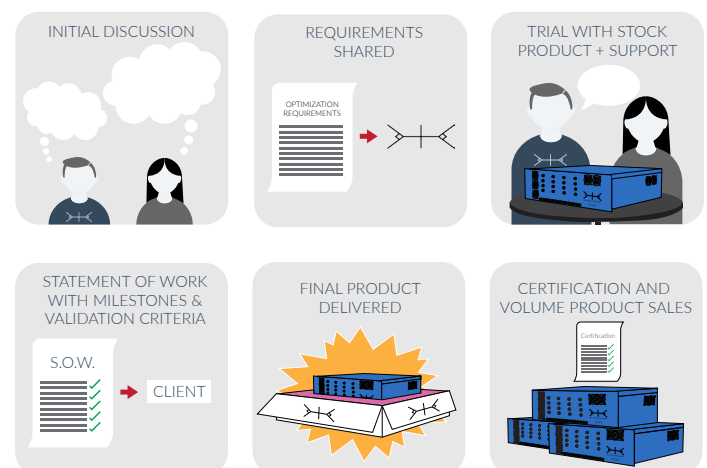 INITIAL DISCUSSION
REQUIREMENTS
SHARED
OPTIMIZATION
REQUIREMENTS
TRIAL WITH STOCK
PRODUCT + SUPPORT
STATEMENT OF WORK
WITH MILESTONES &
VALIDATION CRITERIA
S.O.W.
CLIENT
FINAL PRODUCT
DELIVERED
CERTIFICATION AND
VOLUME PRODUCT SALES
Certification